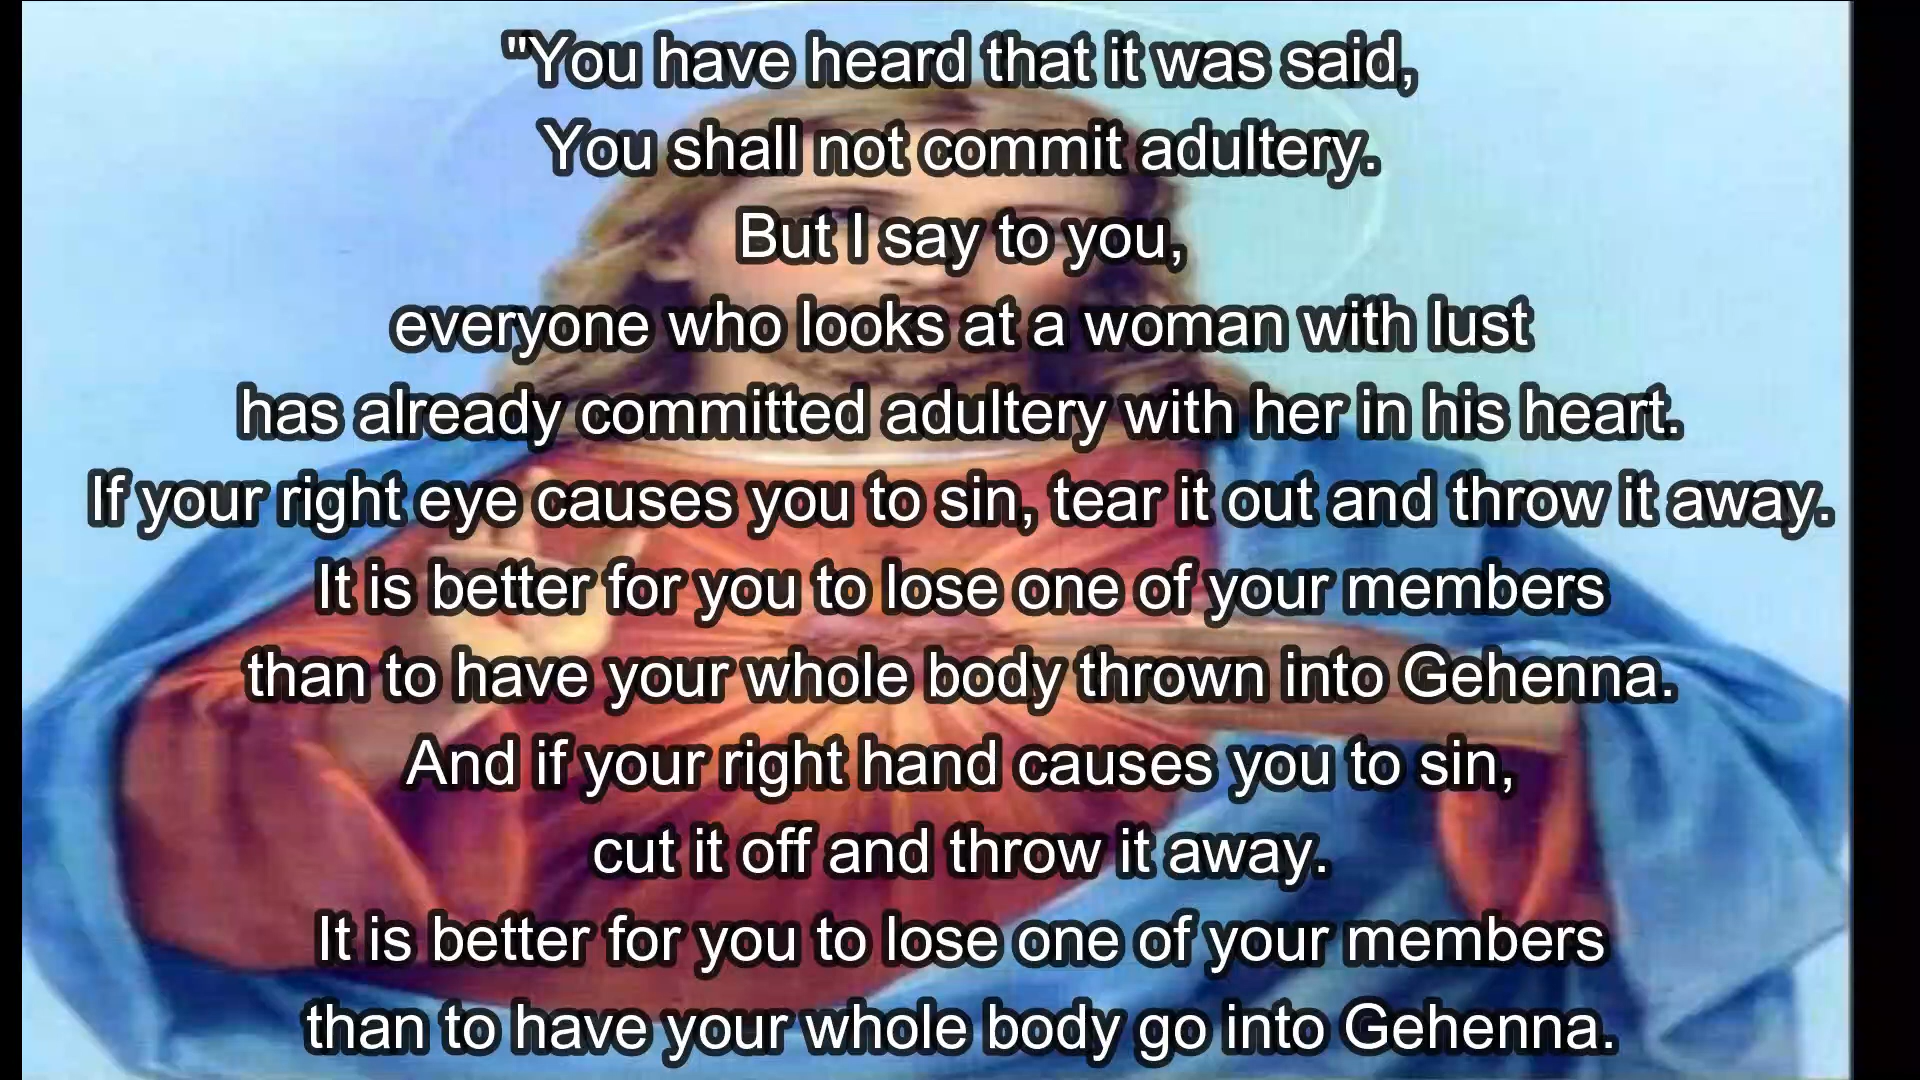 "You have heard that it was said,
You shall not commit adultery.
But I say to you,
everyone who looks at a woman with lust
has already committed adultery with her in his heart.
If your right eye causes you to sin, tear it out and throw it away.
It is better for you to lose one of your members
than to have your whole body thrown into Gehenna.
And if your right hand causes you to sin,
cut it off and throw it away.
It is better for you to lose one of your members
than to have your whole body go into Gehenna.